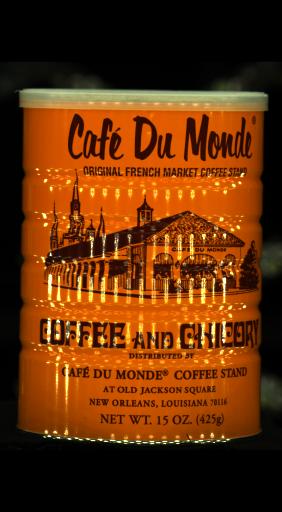 Café Du Monde®
ORIGINAL FRENCH MARKET COFFEE STAND
CAFE DU MONDE
COFFEE AND CHICORY
DISTRIBUTED BY
CAFÉ DU MONDE® COFFEE STAND
AT OLD JACKSON SQUARE
NEW ORLEANS, LOUISIANA 70116
NET WT. 15 OZ. (425g)